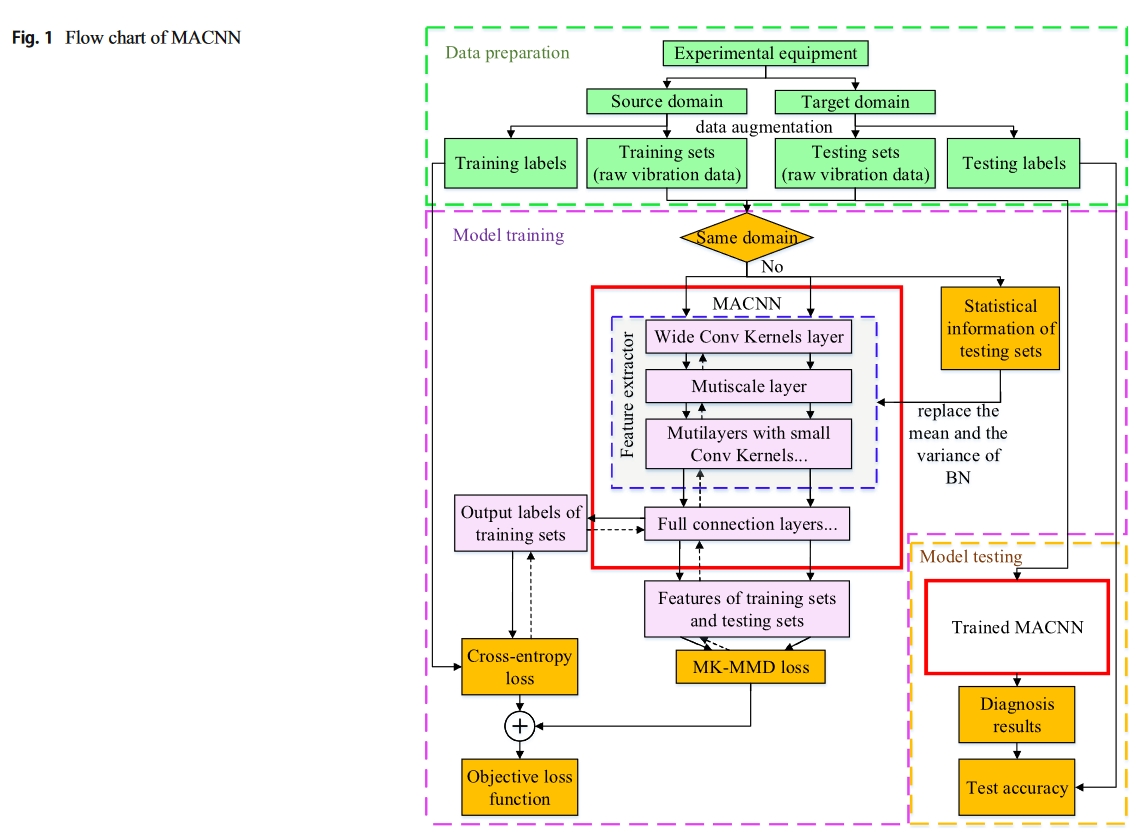 Fig. 1 Flow chart of MACNN
Data preparation
Experimental equipment
Source domain
Target domain
data augmentation
Training labels
Training sets
(raw vibration data)
Testing sets
(raw vibration data)
Testing labels
Model training
Same domain
No
MACNN
Statistical
information of
testing sets
Feature extractor
Wide Conv Kernels layer
Mutiscale layer
Mutilayers with small
Conv Kernels...
replace the
mean and the
variance of
BN
Output labels of
training sets
Full connection layers...
Features of training sets
and testing sets
Cross-entropy
loss
MK-MMD loss
+
Objective loss
function
Model testing
Trained MACNN
Diagnosis
results
Test accuracy